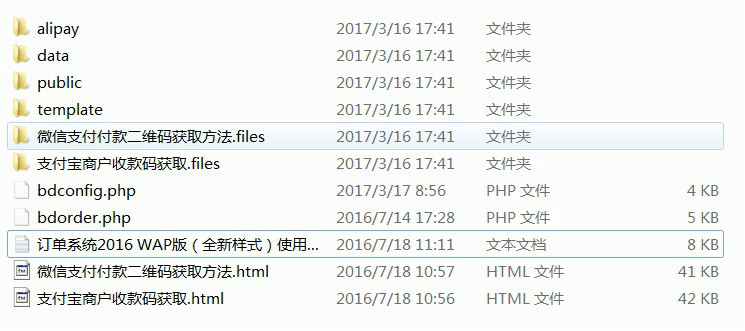 alipay 2017/3/16 17:41 文件夹
data 2017/3/16 17:41 文件夹
public 2017/3/16 17:41 文件夹
template 2017/3/16 17:41 文件夹
微信支付付款二维码获取方法.files 2017/3/16 17:41 文件夹
支付宝商户收款码获取.files 2017/3/16 17:41 文件夹
bdconfig.php 2017/3/17 8:56 PHP 文件 4 KB
bdorder.php 2016/7/14 17:28 PHP 文件 5 KB
订单系统2016 WAP版（全新样式）使用... 2016/7/18 11:11 文本文档 8 KB
微信支付付款二维码获取方法.html 2016/7/18 10:57 HTML 文件 41 KB
支付宝商户收款码获取.html 2016/7/18 10:56 HTML 文件 42 KB